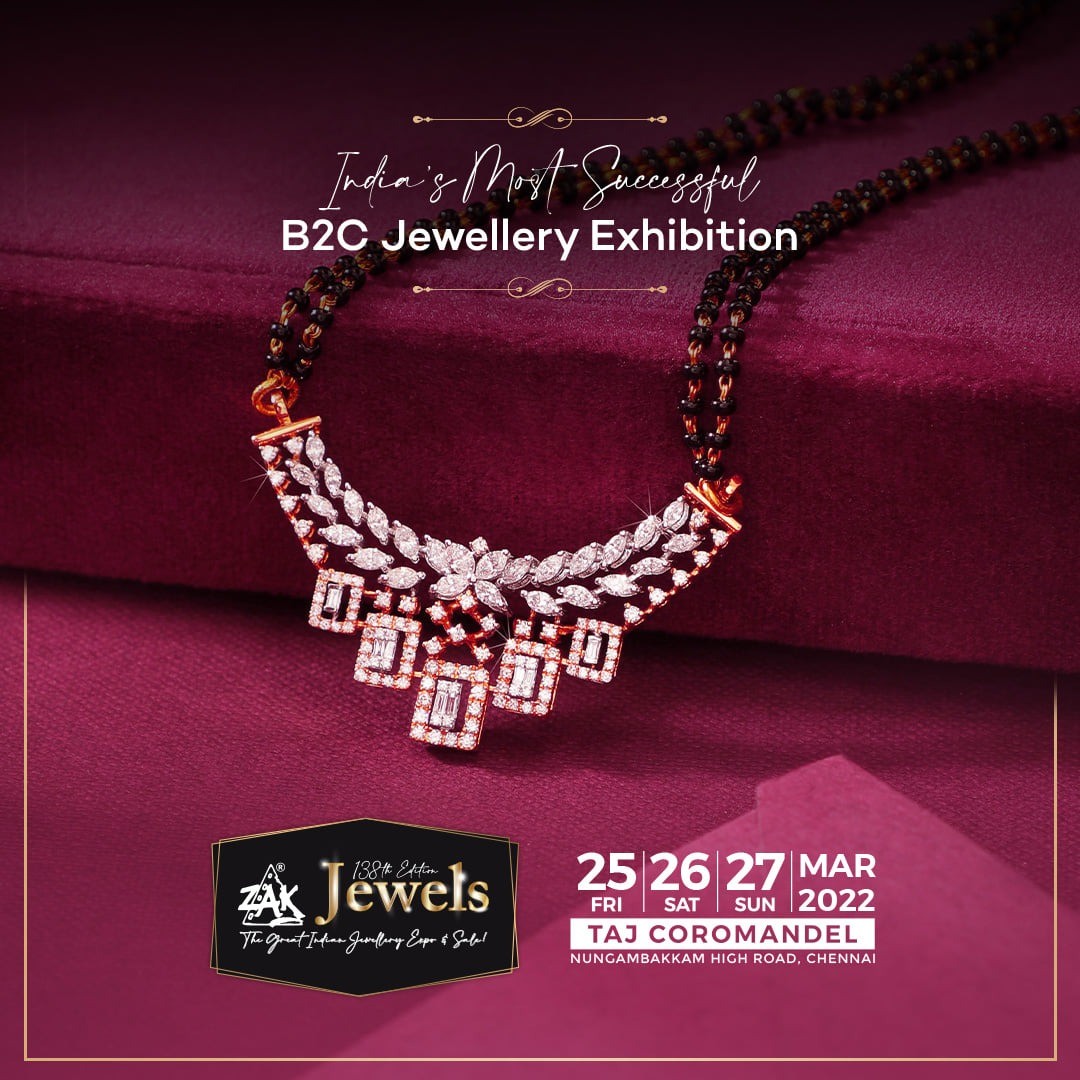 India's Most Successful
B2C Jewellery Exhibition
138th Edition
ZAK®
Jewels
The Great Indian Jewellery Expo & Sale!
25 26 27 MAR
FRI SAT SUN 2022
TAJ COROMANDEL
NUNGAMBAKKAM HIGH ROAD, CHENNAI